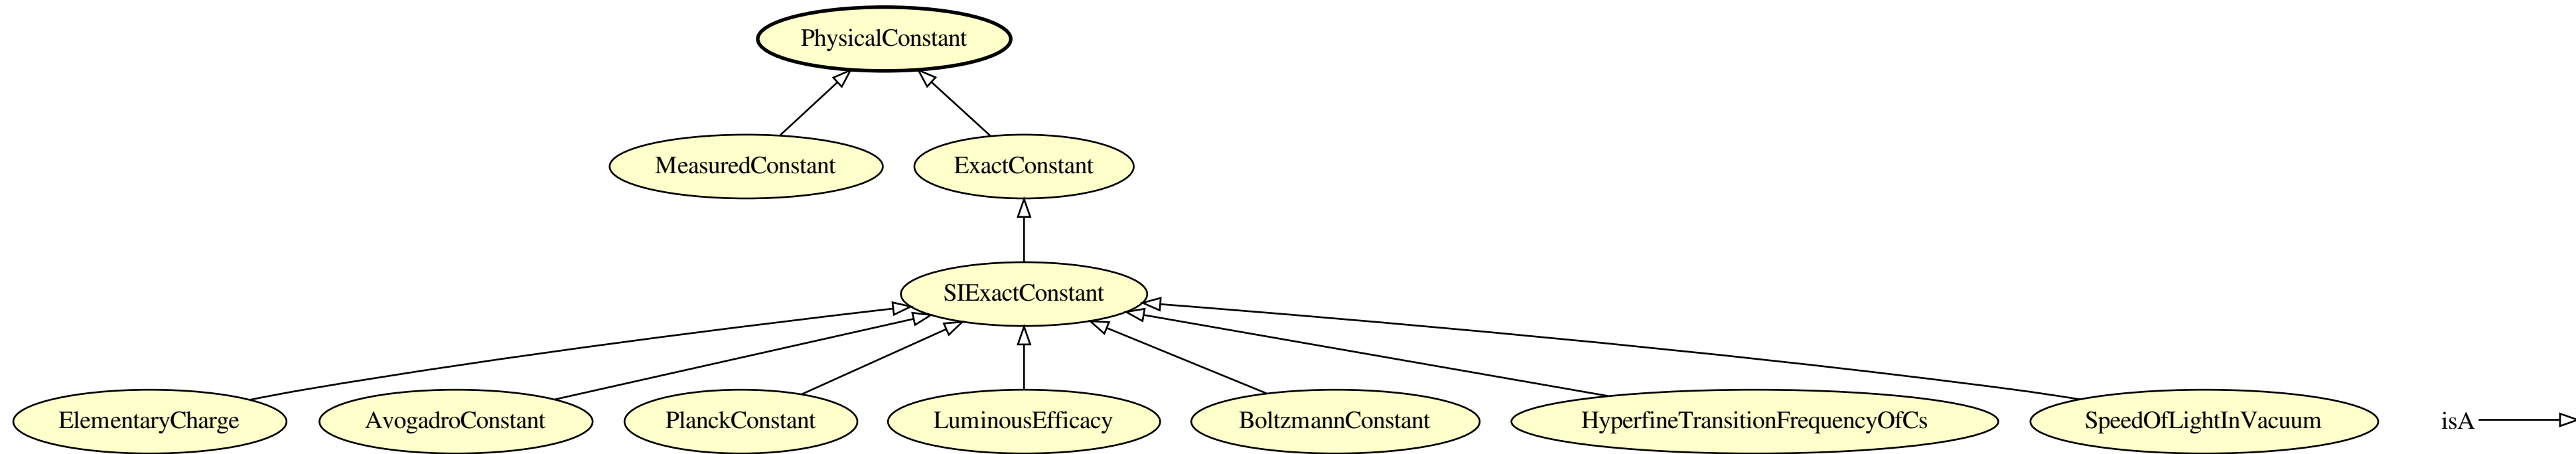 PhysicalConstant
MeasuredConstant
ExactConstant
SIExactConstant
ElementaryCharge
AvogadroConstant
PlanckConstant
LuminousEfficacy
BoltzmannConstant
HyperfineTransitionFrequencyOfCs
SpeedOfLightInVacuum
isA